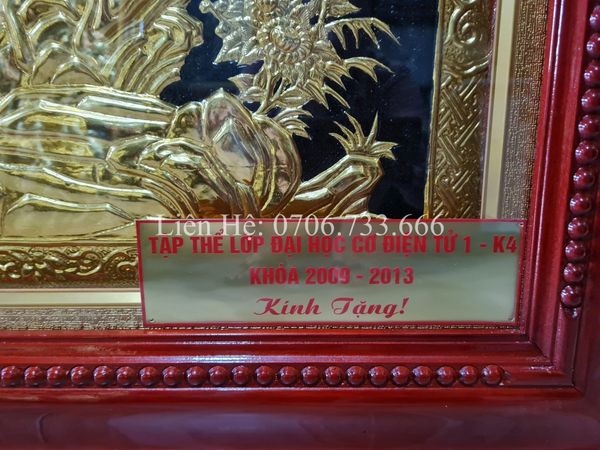 Liên Hệ: 0706.733.666
TẬP THỂ LỚP ĐẠI HỌC CƠ ĐIỆN TỬ 1 - K4
KHÓA 2009 - 2013
Kính Tặng!